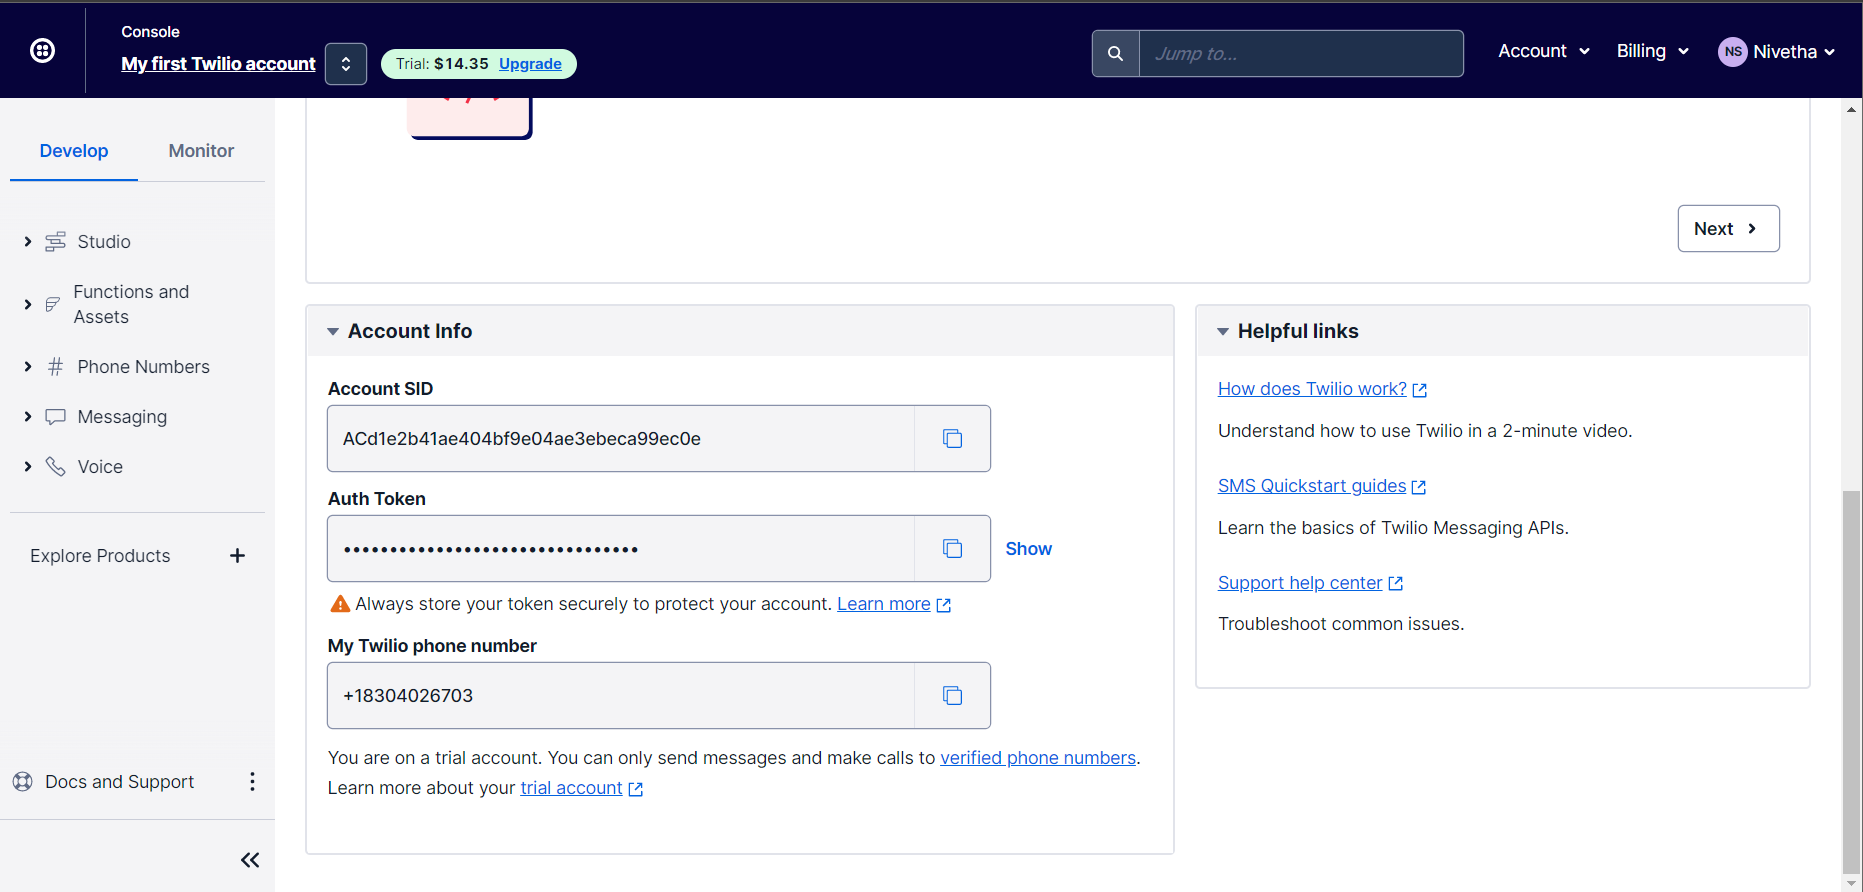 Console
My first Twilio account
Trial: $14.35 Upgrade
Jump to...
Account
Billing
NS Nivetha
Develop
Monitor
Studio
Functions and
Assets
Phone Numbers
Messaging
Voice
Explore Products
Docs and Support
Next
Account Info
Account SID
ACd1e2b41ae404bf9e04ae3ebeca99ec0e
Auth Token
••••••••••••••••••••••••••••••••
Show
Always store your token securely to protect your account. Learn more
My Twilio phone number
+18304026703
You are on a trial account. You can only send messages and make calls to verified phone numbers.
Learn more about your trial account
Helpful links
How does Twilio work?
Understand how to use Twilio in a 2-minute video.
SMS Quickstart guides
Learn the basics of Twilio Messaging APIs.
Support help center
Troubleshoot common issues.